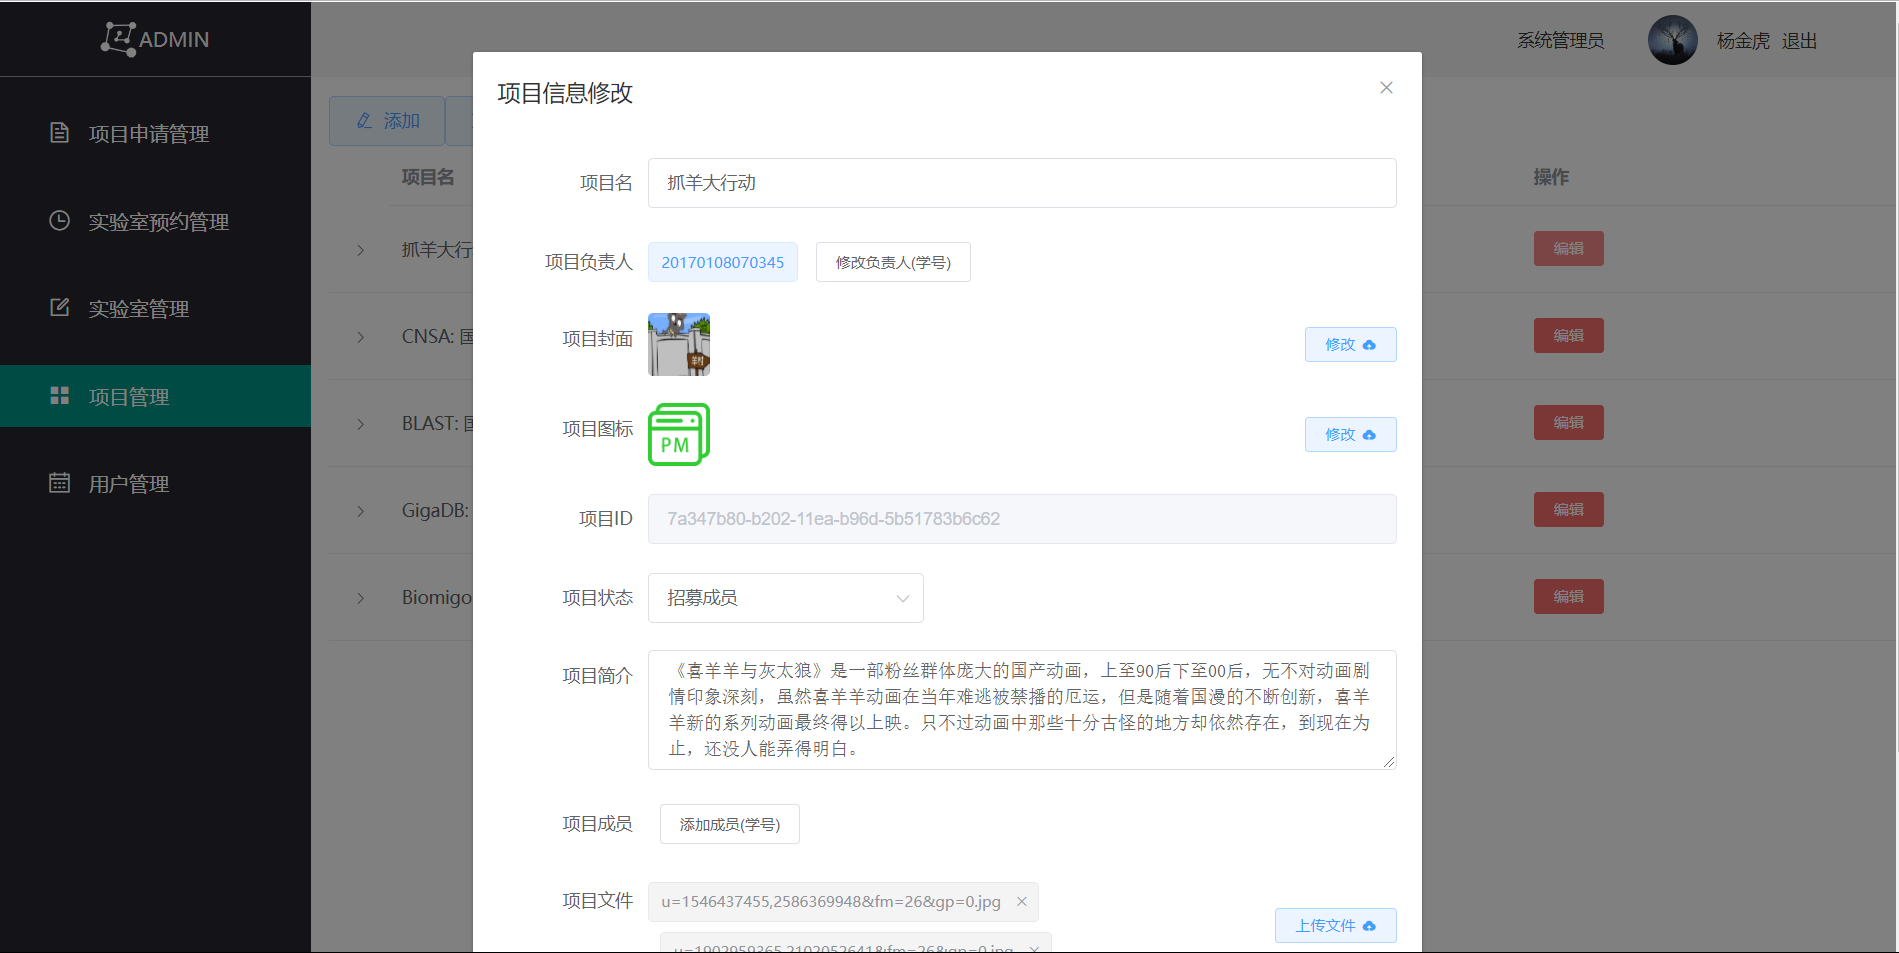 ADMIN
系统管理员
杨金虎
退出
项目申请管理
实验室预约管理
实验室管理
项目管理
用户管理
添加
项目名
操作
抓羊大行
编辑
CNSA: 国
编辑
BLAST: 国
编辑
GigaDB:
编辑
Biomigo
编辑
项目信息修改
项目名
抓羊大行动
项目负责人
20170108070345
修改负责人(学号)
项目封面
羊村
修改
项目图标
PM
修改
项目ID
7a347b80-b202-11ea-b96d-5b51783b6c62
项目状态
招募成员
项目简介
《喜羊羊与灰太狼》是一部粉丝群体庞大的国产动画，上至90后下至00后，无不对动画剧
情印象深刻，虽然喜羊羊动画在当年难逃被禁播的厄运，但是随着国漫的不断创新，喜羊
羊新的系列动画最终得以上映。只不过动画中那些十分古怪的地方却依然存在，到现在为
止，还没人能弄得明白。
项目成员
添加成员(学号)
项目文件
u=1546437455,2586369948&fm=26&gp=0.jpg
上传文件
u=1902959365,2102052641&fm=26&gp=0.jpg